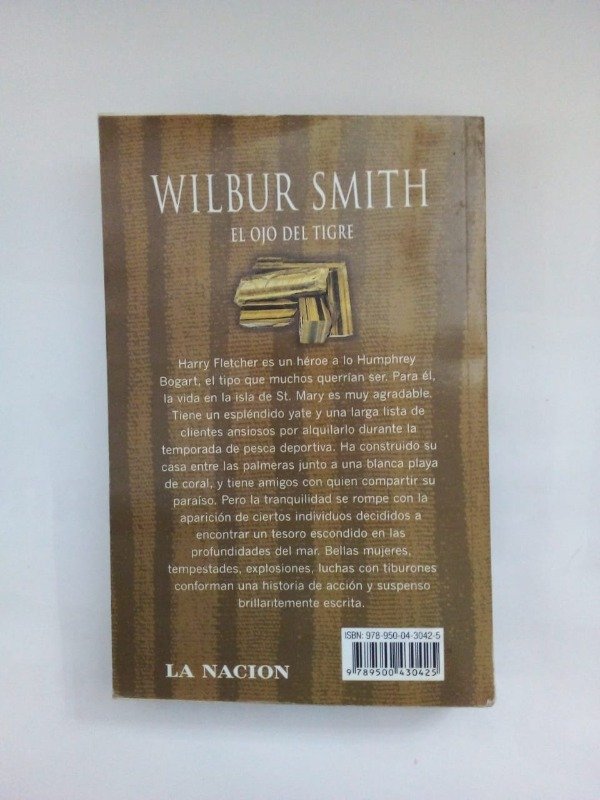 WILBUR SMITH
EL OJO DEL TIGRE
Harry Fletcher es un héroe a lo Humphrey
Bogart, el tipo que muchos querrían ser. Para él,
la vida en la isla de St. Mary es muy agradable.
Tiene un espléndido yate y una larga lista de
clientes ansiosos por alquilarlo durante la
temporada de pesca deportiva. Ha construido su
casa entre las palmeras junto a una blanca playa
de coral, y tiene amigos con quien compartir su
paraíso. Pero la tranquilidad se rompe con la
aparición de ciertos individuos decididos a
encontrar un tesoro escondido en las
profundidades del mar. Bellas mujeres,
tempestades, explosiones, luchas con tiburones
conforman una historia de acción y suspenso
brillantemente escrita.
ISBN: 978-950-04-3042-5
9 789500 430425
LA NACION